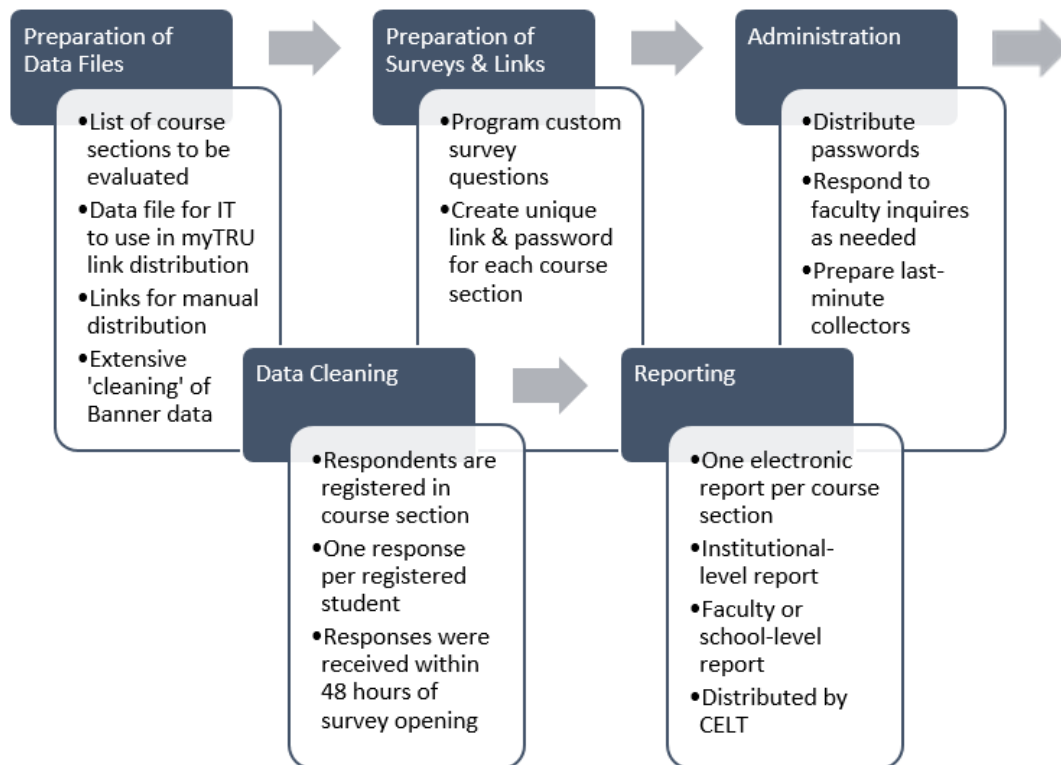 Preparation of
Data Files
•List of course
sections to be
evaluated
•Data file for IT
to use in myTRU
link distribution
•Links for manual
distribution
•Extensive
'cleaning' of
Banner data
Preparation of
Surveys & Links
•Program custom
survey
questions
•Create unique
link & password
for each course
section
Administration
•Distribute
passwords
•Respond to
faculty inquires
as needed
•Prepare last-
minute
collectors
Data Cleaning
•Respondents are
registered in
course section
•One response
per registered
student
•Responses were
received within
48 hours of
survey opening
Reporting
•One electronic
report per course
section
•Institutional-
level report
•Faculty or
school-level
report
•Distributed by
CELT